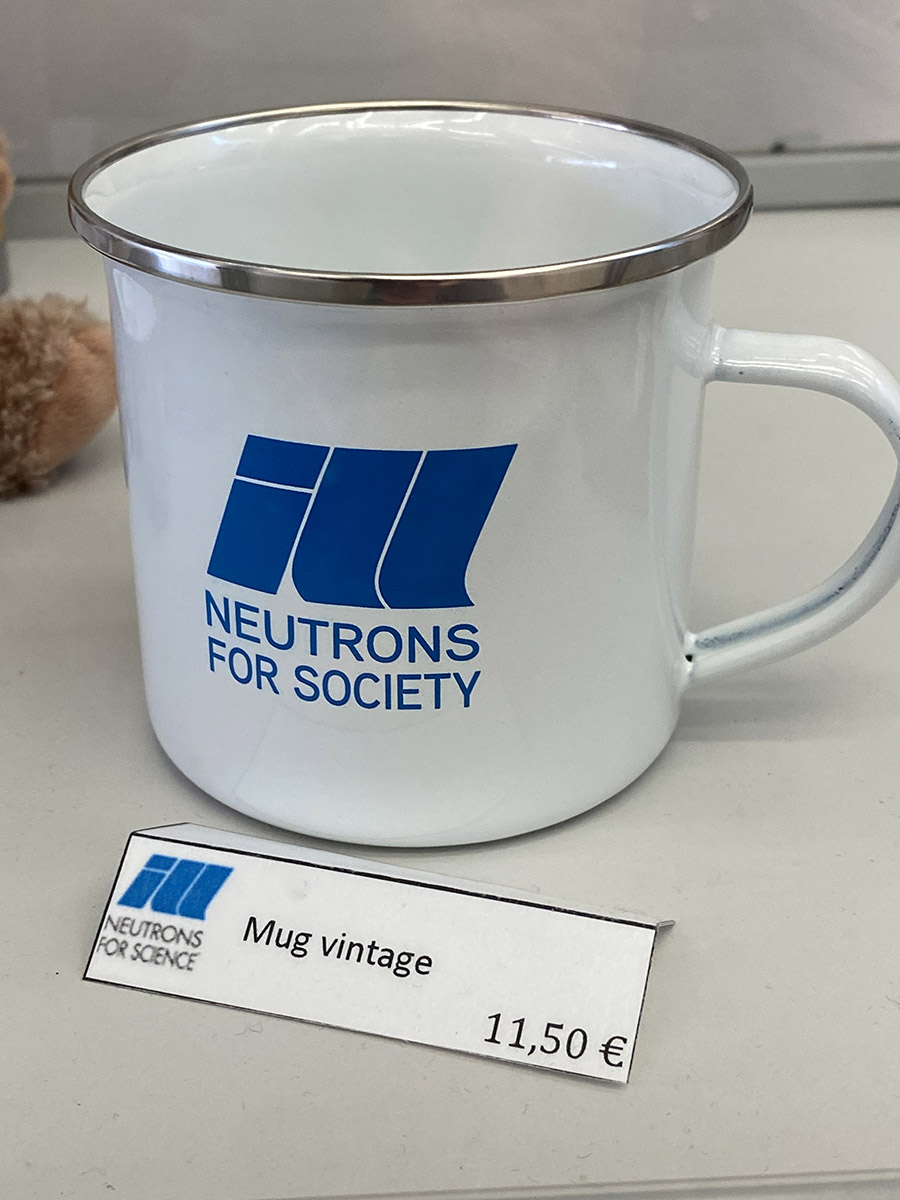 ill
NEUTRONS
FOR SOCIETY
ill
NEUTRONS
FOR SCIENCE
Mug vintage
11,50 €